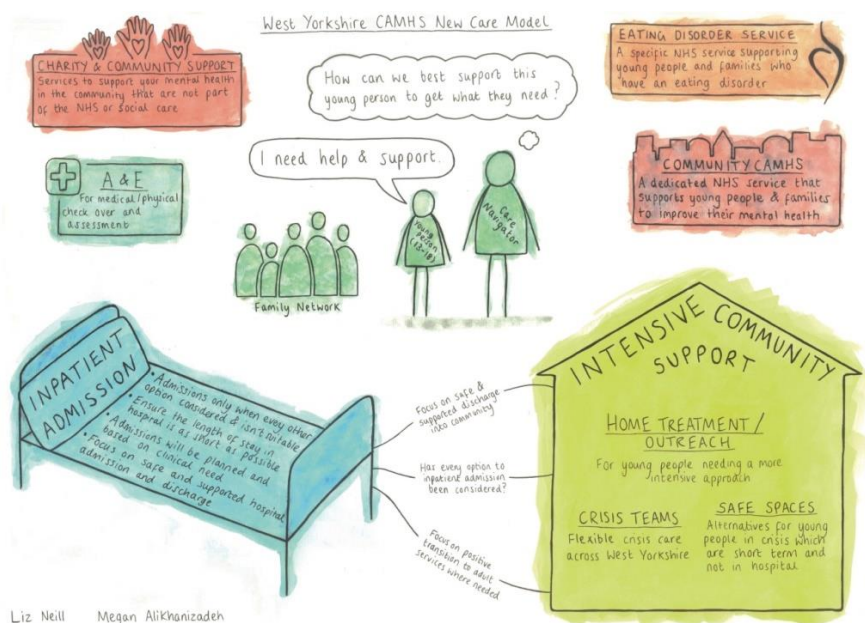 West Yorkshire CAMHS New Care Model
CHARITY & COMMUNITY SUPPORT
Services to support your mental health
in the community that are not part
of the NHS or social care
How can we best support this
young person to get what they need?
EATING DISORDER SERVICE
A specific NHS service supporting
young people and families who
have an eating disorder
A & E
For medical/physical
check over and
assessment
I need help & support..
COMMUNITY CAMHS
A dedicated NHS service that
supports young people & families
to improve their mental health
Family Network
Young
Person
(13-18)
Care
Navigator
INPATIENT
ADMISSION
• Admissions only when every other
option considered & isn't suitable
• Ensure the length of stay in
hospital is as short as possible
• Admissions will be planned and
based on clinical need
• Focus on safe and supported hospital
admission and discharge
Focus on safe &
supported discharge
into community
Has every option to
inpatient admission
been considered?
Focus on positive
transition to adult
services where needed
INTENSIVE COMMUNITY
SUPPORT
HOME TREATMENT /
OUTREACH
For young people needing a more
intensive approach
CRISIS TEAMS
Flexible crisis care
across West Yorkshire
SAFE SPACES
Alternatives for young
people in crisis which
are short term and
not in hospital
Liz Neill Megan Alikhanizadeh